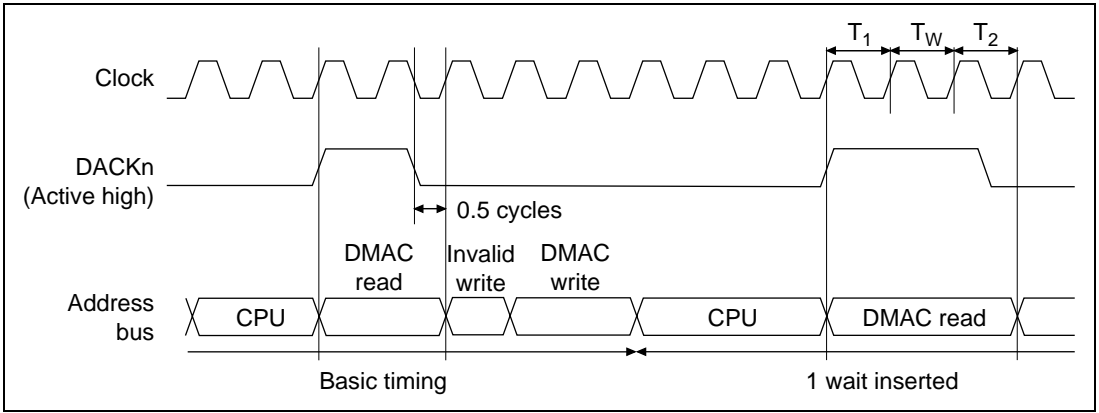 T1 TW T2
Clock
DACKn
(Active high)
0.5 cycles
DMAC read
Invalid write
DMAC write
Address bus
CPU
CPU
DMAC read
Basic timing
1 wait inserted